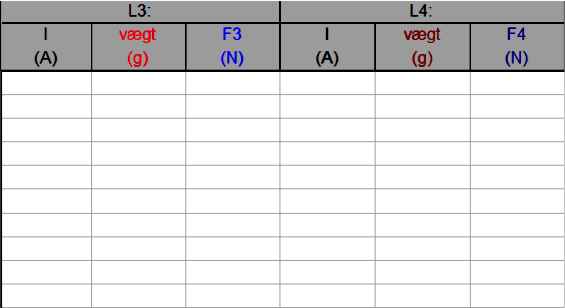 L3: L4:
I vægt F3 I vægt F4
(A) (g) (N) (A) (g) (N)